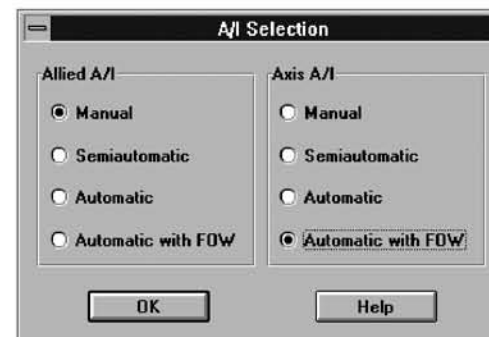 A/I Selection
Allied A/I
Manual
Semiautomatic
Automatic
Automatic with FOW
Axis A/I
Manual
Semiautomatic
Automatic
Automatic with FOW
OK
Help